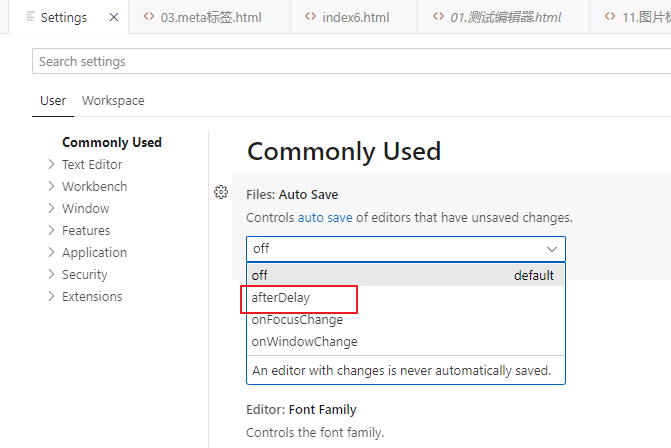 Settings 03.meta标签.html index6.html 01.测试编辑器.html 11.图片标
Search settings
User Workspace
Commonly Used
Text Editor
Workbench
Window
Features
Application
Security
Extensions
Commonly Used
Files: Auto Save
Controls auto save of editors that have unsaved changes.
off
off default
afterDelay
onFocusChange
onWindowChange
An editor with changes is never automatically saved.
Editor: Font Family
Controls the font family.